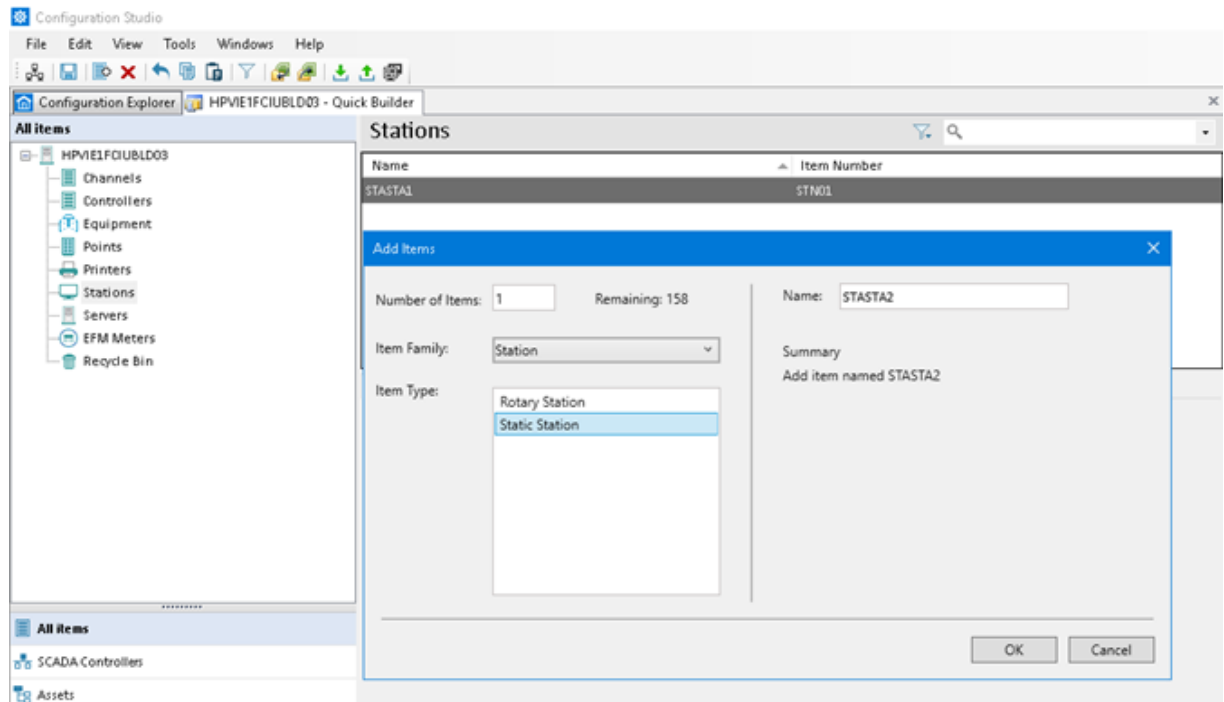 Configuration Studio
File Edit View Tools Windows Help
Configuration Explorer HPVIE1FCIUBLD03 - Quick Builder
All items
HPVIE1FCIUBLD03
Channels
Controllers
Equipment
Points
Printers
Stations
Servers
EFM Meters
Recycle Bin
All items
SCADA Controllers
Assets
Stations
Name Item Number
STASTA1 STN01
Add Items
Number of Items: 1 Remaining: 158
Item Family: Station
Item Type:
Rotary Station
Static Station
Name: STASTA2
Summary
Add item named STASTA2
OK Cancel